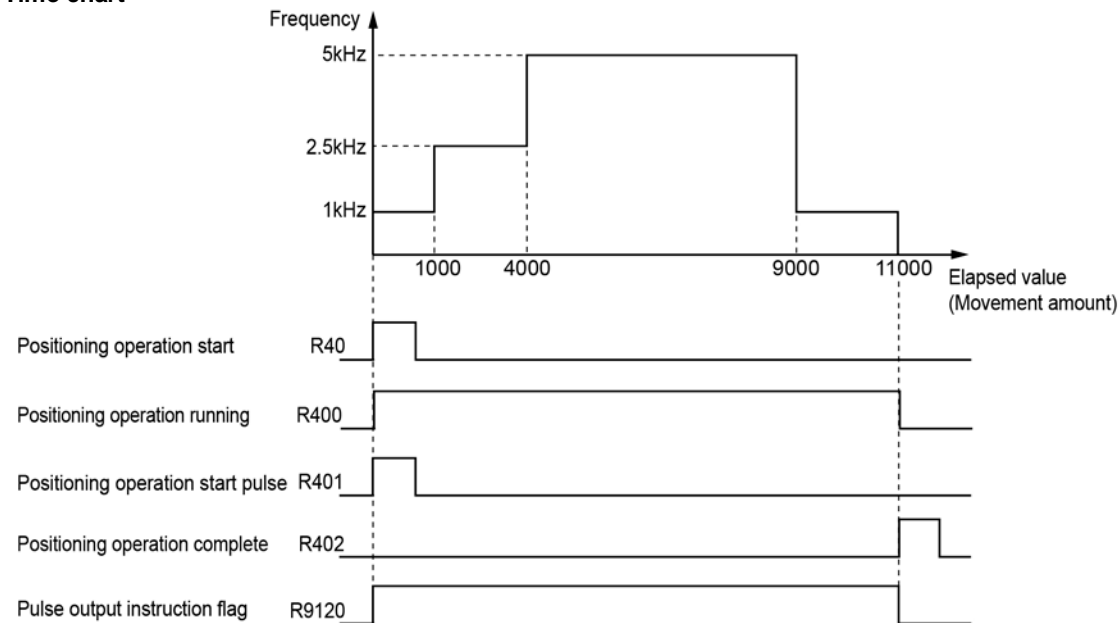 Time chart
Frequency
5kHz
2.5kHz
1kHz
1000 4000 9000 11000
Elapsed value
(Movement amount)
Positioning operation start R40
Positioning operation running R400
Positioning operation start pulse R401
Positioning operation complete R402
Pulse output instruction flag R9120